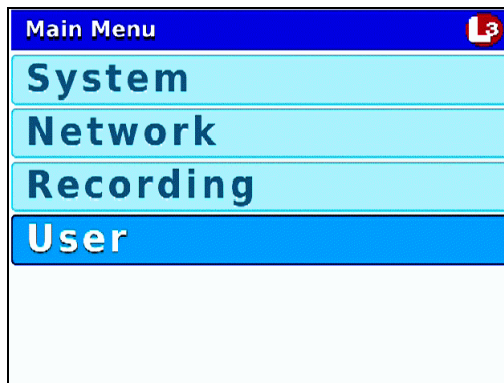 Main Menu
L3
System
Network
Recording
User